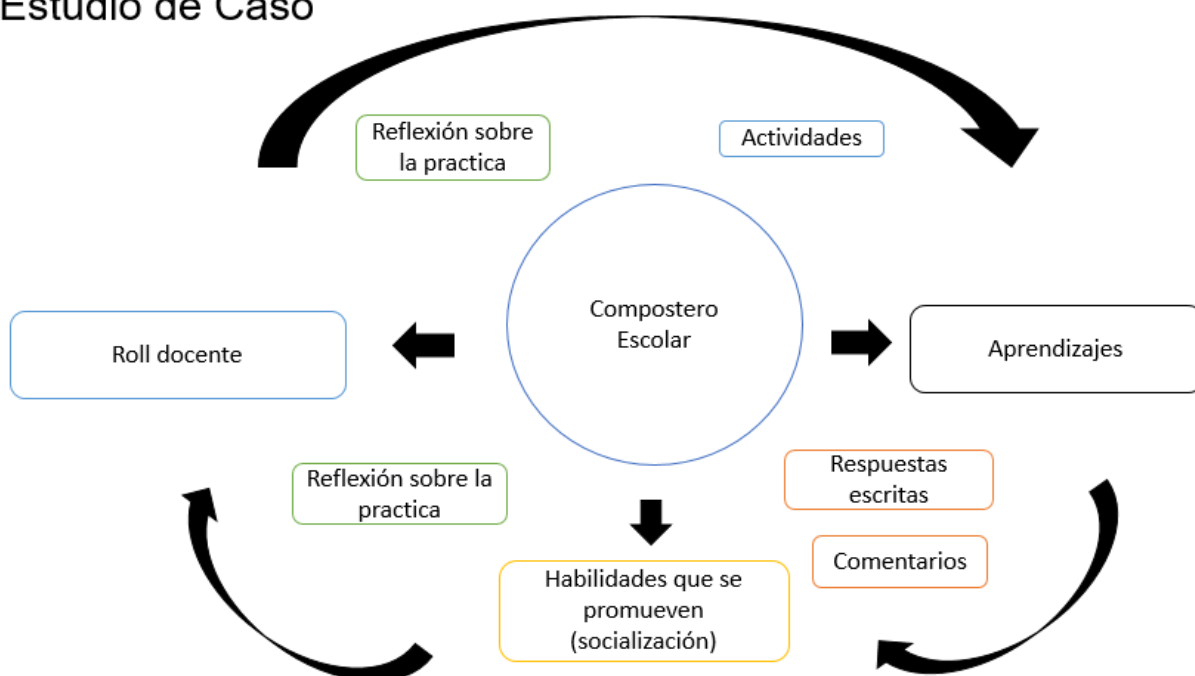 Estudio de Caso
Reflexión sobre
la practica
Actividades
Compostero
Escolar
Roll docente
Aprendizajes
Reflexión sobre la
practica
Respuestas
escritas
Comentarios
Habilidades que se
promueven
(socialización)